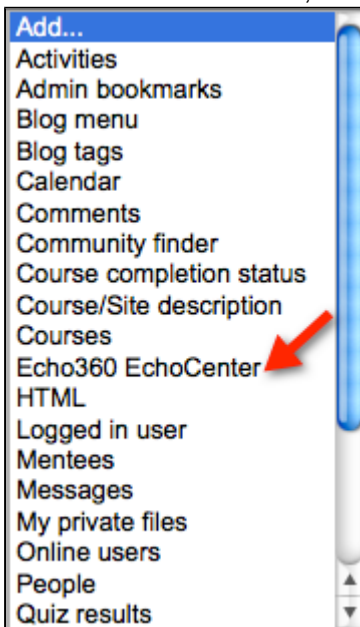 Add...
Activities
Admin bookmarks
Blog menu
Blog tags
Calendar
Comments
Community finder
Course completion status
Course/Site description
Courses
Echo360 EchoCenter
HTML
Logged in user
Mentees
Messages
My private files
Online users
People
Quiz results